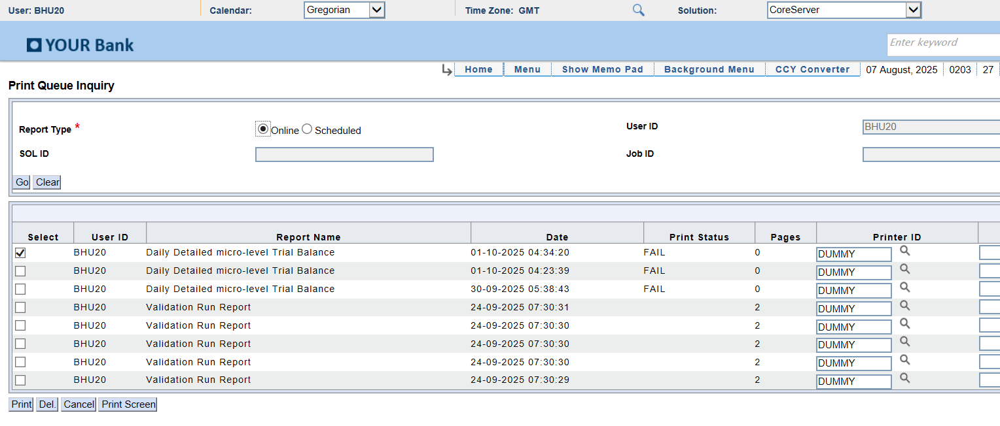 User: BHU20 Calendar: Gregorian Time Zone: GMT Solution: CoreServer
YOUR Bank Enter keyword
Home Menu Show Memo Pad Background Menu CCY Converter 07 August, 2025 0203 27
Print Queue Inquiry
Report Type * Online Scheduled User ID BHU20
SOL ID Job ID
Go Clear
Select User ID Report Name Date Print Status Pages Printer ID
BHU20 Daily Detailed micro-level Trial Balance 01-10-2025 04:34:20 FAIL 0 DUMMY
BHU20 Daily Detailed micro-level Trial Balance 01-10-2025 04:23:39 FAIL 0 DUMMY
BHU20 Daily Detailed micro-level Trial Balance 30-09-2025 05:38:43 FAIL 0 DUMMY
BHU20 Validation Run Report 24-09-2025 07:30:31 2 DUMMY
BHU20 Validation Run Report 24-09-2025 07:30:30 2 DUMMY
BHU20 Validation Run Report 24-09-2025 07:30:30 2 DUMMY
BHU20 Validation Run Report 24-09-2025 07:30:30 2 DUMMY
BHU20 Validation Run Report 24-09-2025 07:30:29 2 DUMMY
Print Del. Cancel Print Screen